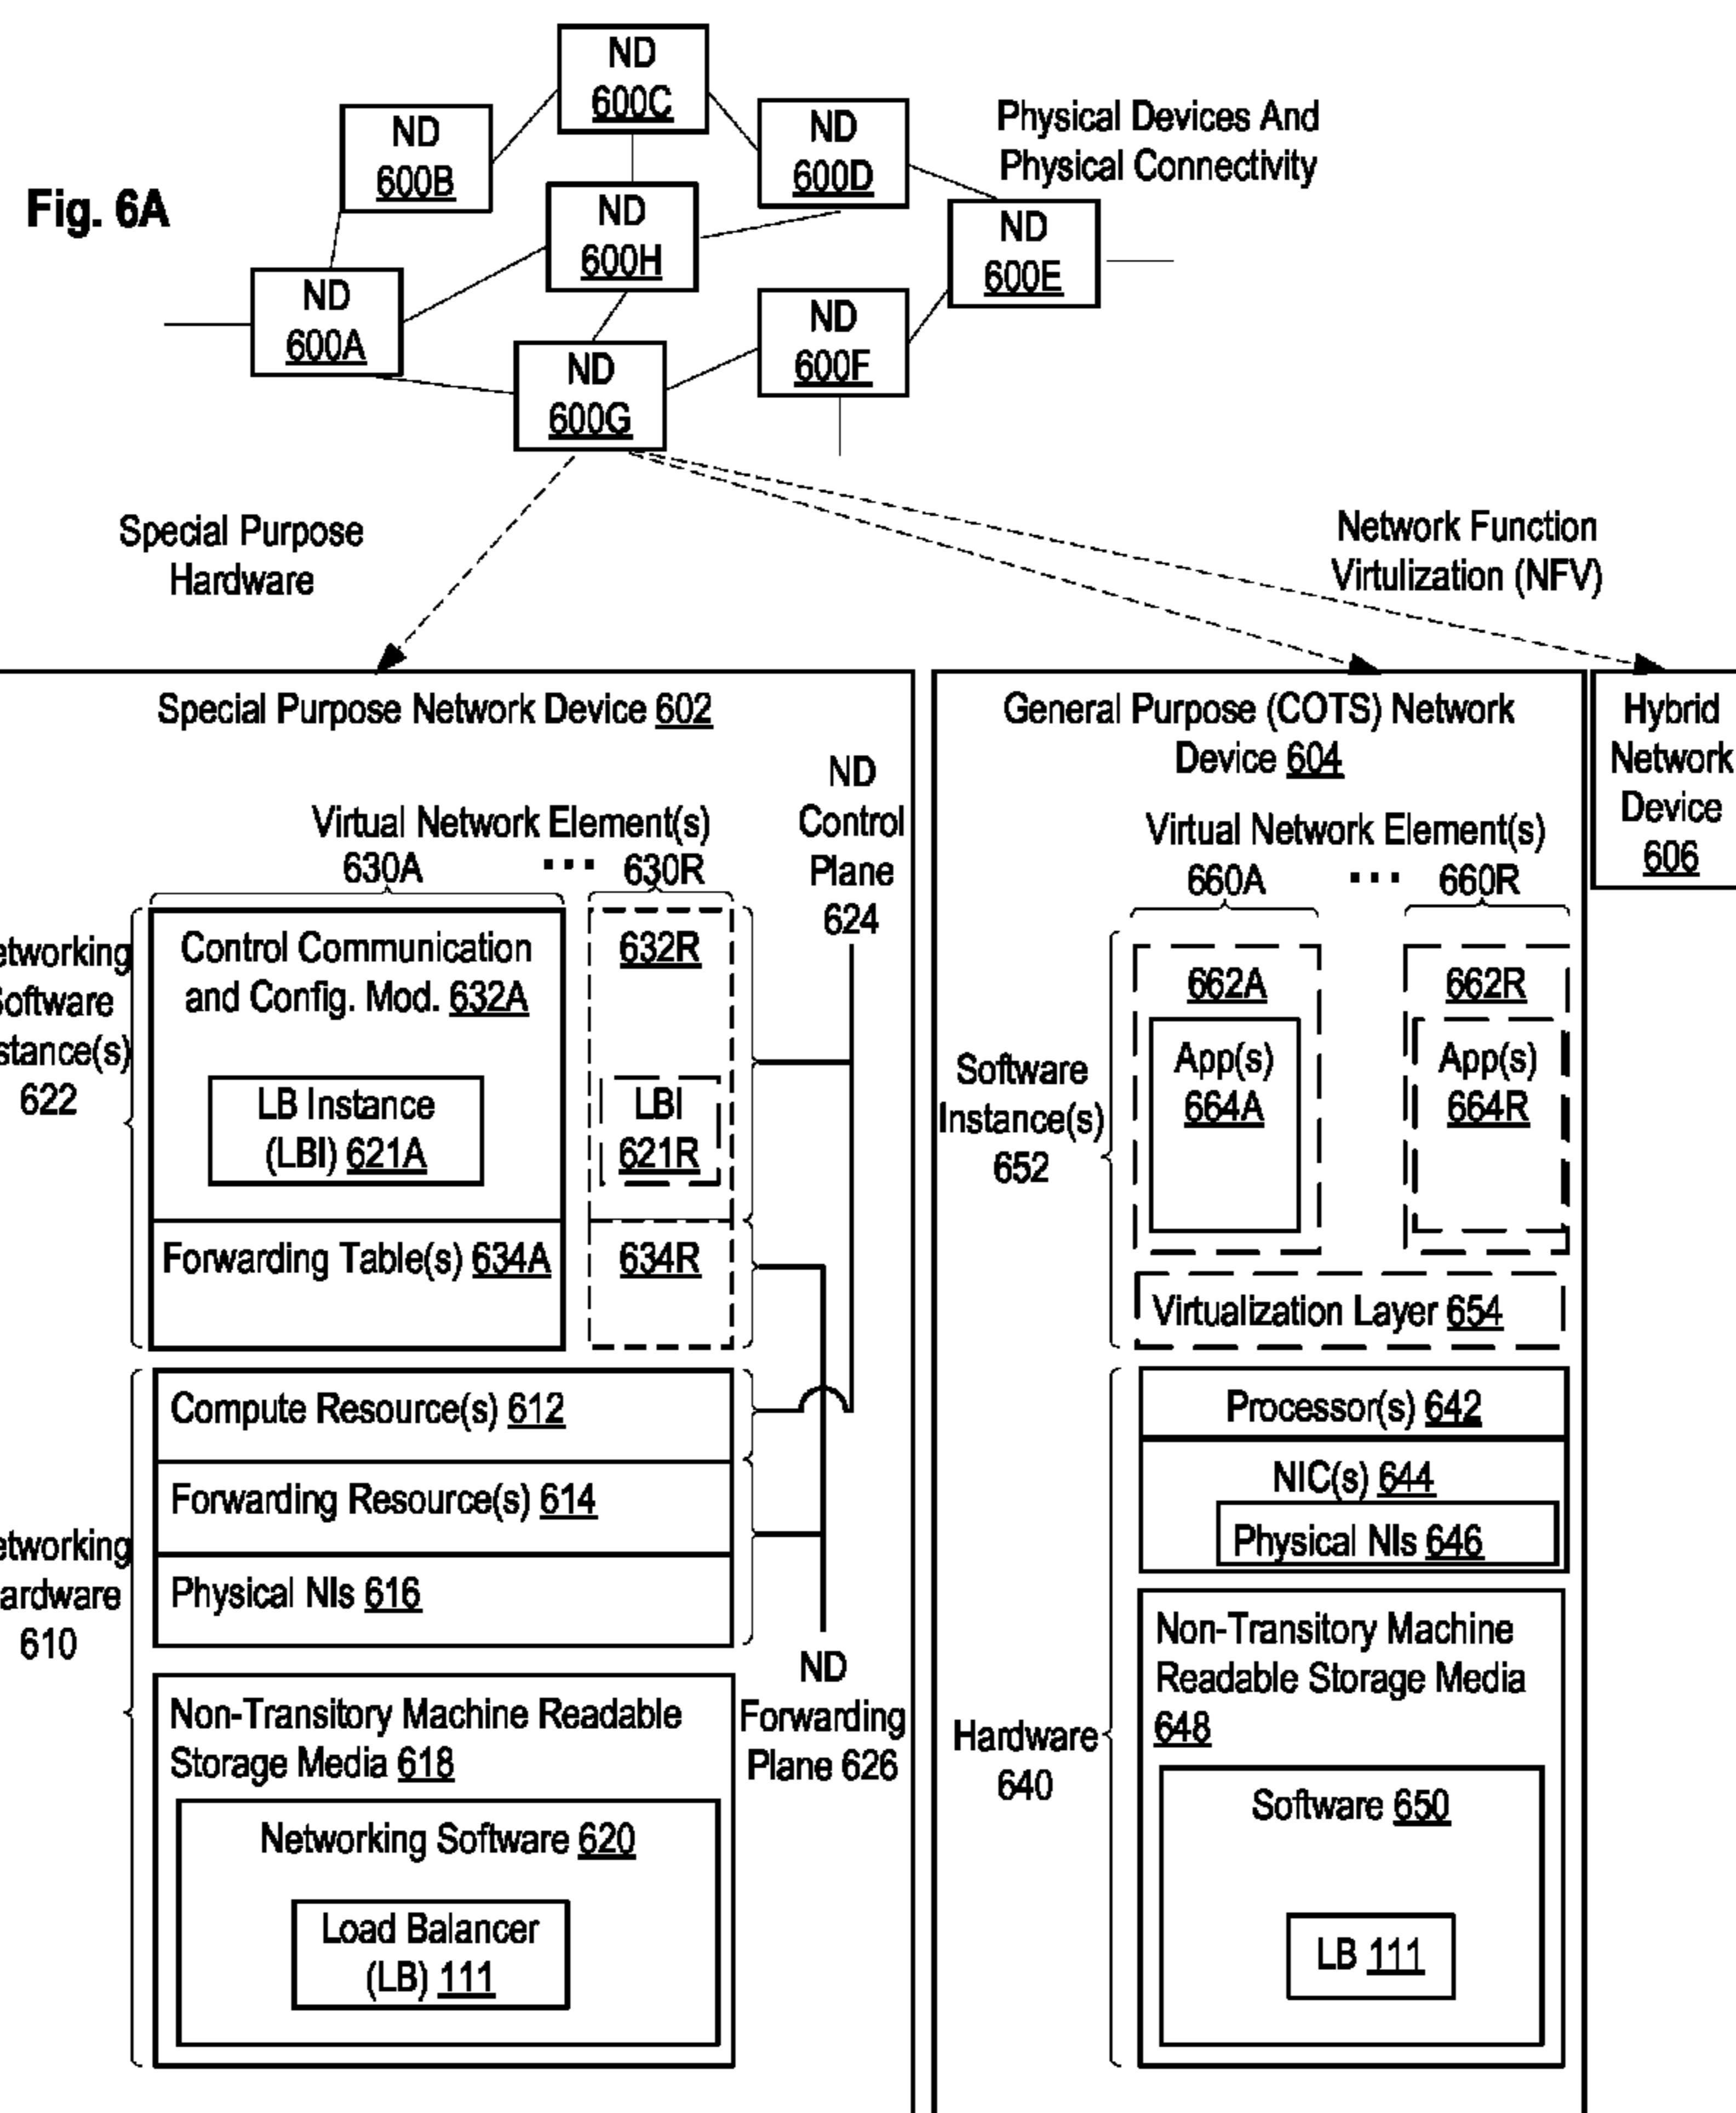 ND
600C
ND
600B
ND
600D
Physical Devices And
Physical Connectivity
Fig. 6A
ND
600H
ND
600E
ND
600A
ND
600F
ND
600G
Special Purpose
Hardware
Network Function
Virtulization (NFV)
Special Purpose Network Device 602
ND
Control
Plane
624
Virtual Network Element(s)
630A ... 630R
etworking
Software
stance(s)
622
Control Communication
and Config. Mod. 632A
632R
LB Instance
(LBI) 621A
LBI
621R
Forwarding Table(s) 634A
634R
Compute Resource(s) 612
Forwarding Resource(s) 614
Physical NIs 616
etworking
ardware
610
ND
Forwarding
Plane 626
Non-Transitory Machine Readable
Storage Media 618
Networking Software 620
Load Balancer
(LB) 111
General Purpose (COTS) Network
Device 604
Virtual Network Element(s)
660A ... 660R
Software
Instance(s)
652
662A
662R
App(s)
664A
App(s)
664R
Virtualization Layer 654
Processor(s) 642
NIC(s) 644
Physical NIs 646
Hardware
640
Non-Transitory Machine
Readable Storage Media
648
Software 650
LB 111
Hybrid
Network
Device
606